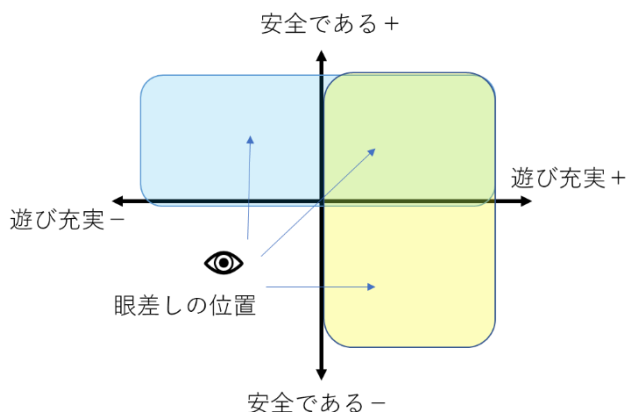 安全である＋
遊び充実＋
遊び充実－
眼差しの位置
安全である－